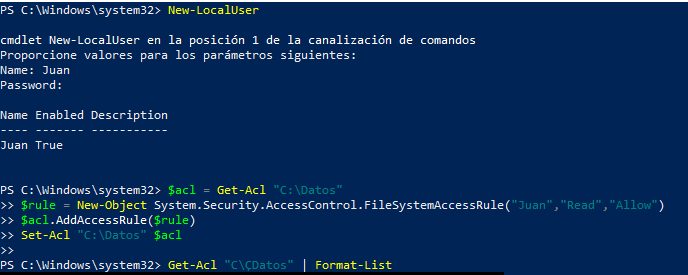 PS C:\Windows\system32> New-LocalUser
cmdlet New-LocalUser en la posición 1 de la canalización de comandos
Proporcione valores para los parámetros siguientes:
Name: Juan
Password:
Name Enabled Description
---- ------- -----------
Juan True
PS C:\Windows\system32> $acl = Get-Acl "C:\Datos"
>> $rule = New-Object System.Security.AccessControl.FileSystemAccessRule("Juan","Read","Allow")
>> $acl.AddAccessRule($rule)
>> Set-Acl "C:\Datos" $acl
>>
PS C:\Windows\system32> Get-Acl "C\ÇDatos" | Format-List